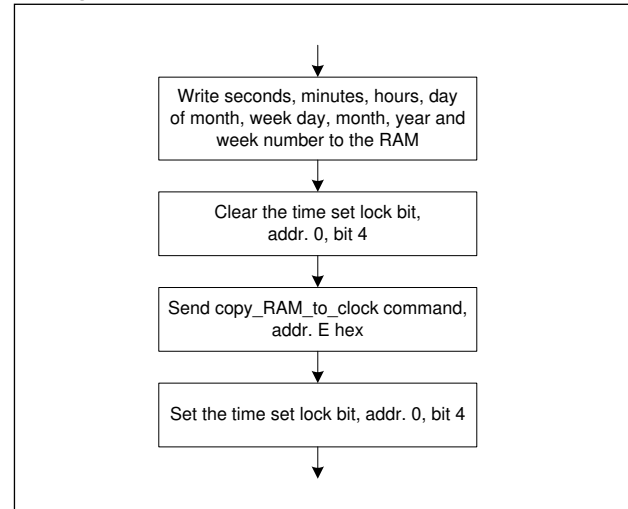 Write seconds, minutes, hours, day
of month, week day, month, year and
week number to the RAM
Clear the time set lock bit,
addr. 0, bit 4
Send copy_RAM_to_clock command,
addr. E hex
Set the time set lock bit, addr. 0, bit 4